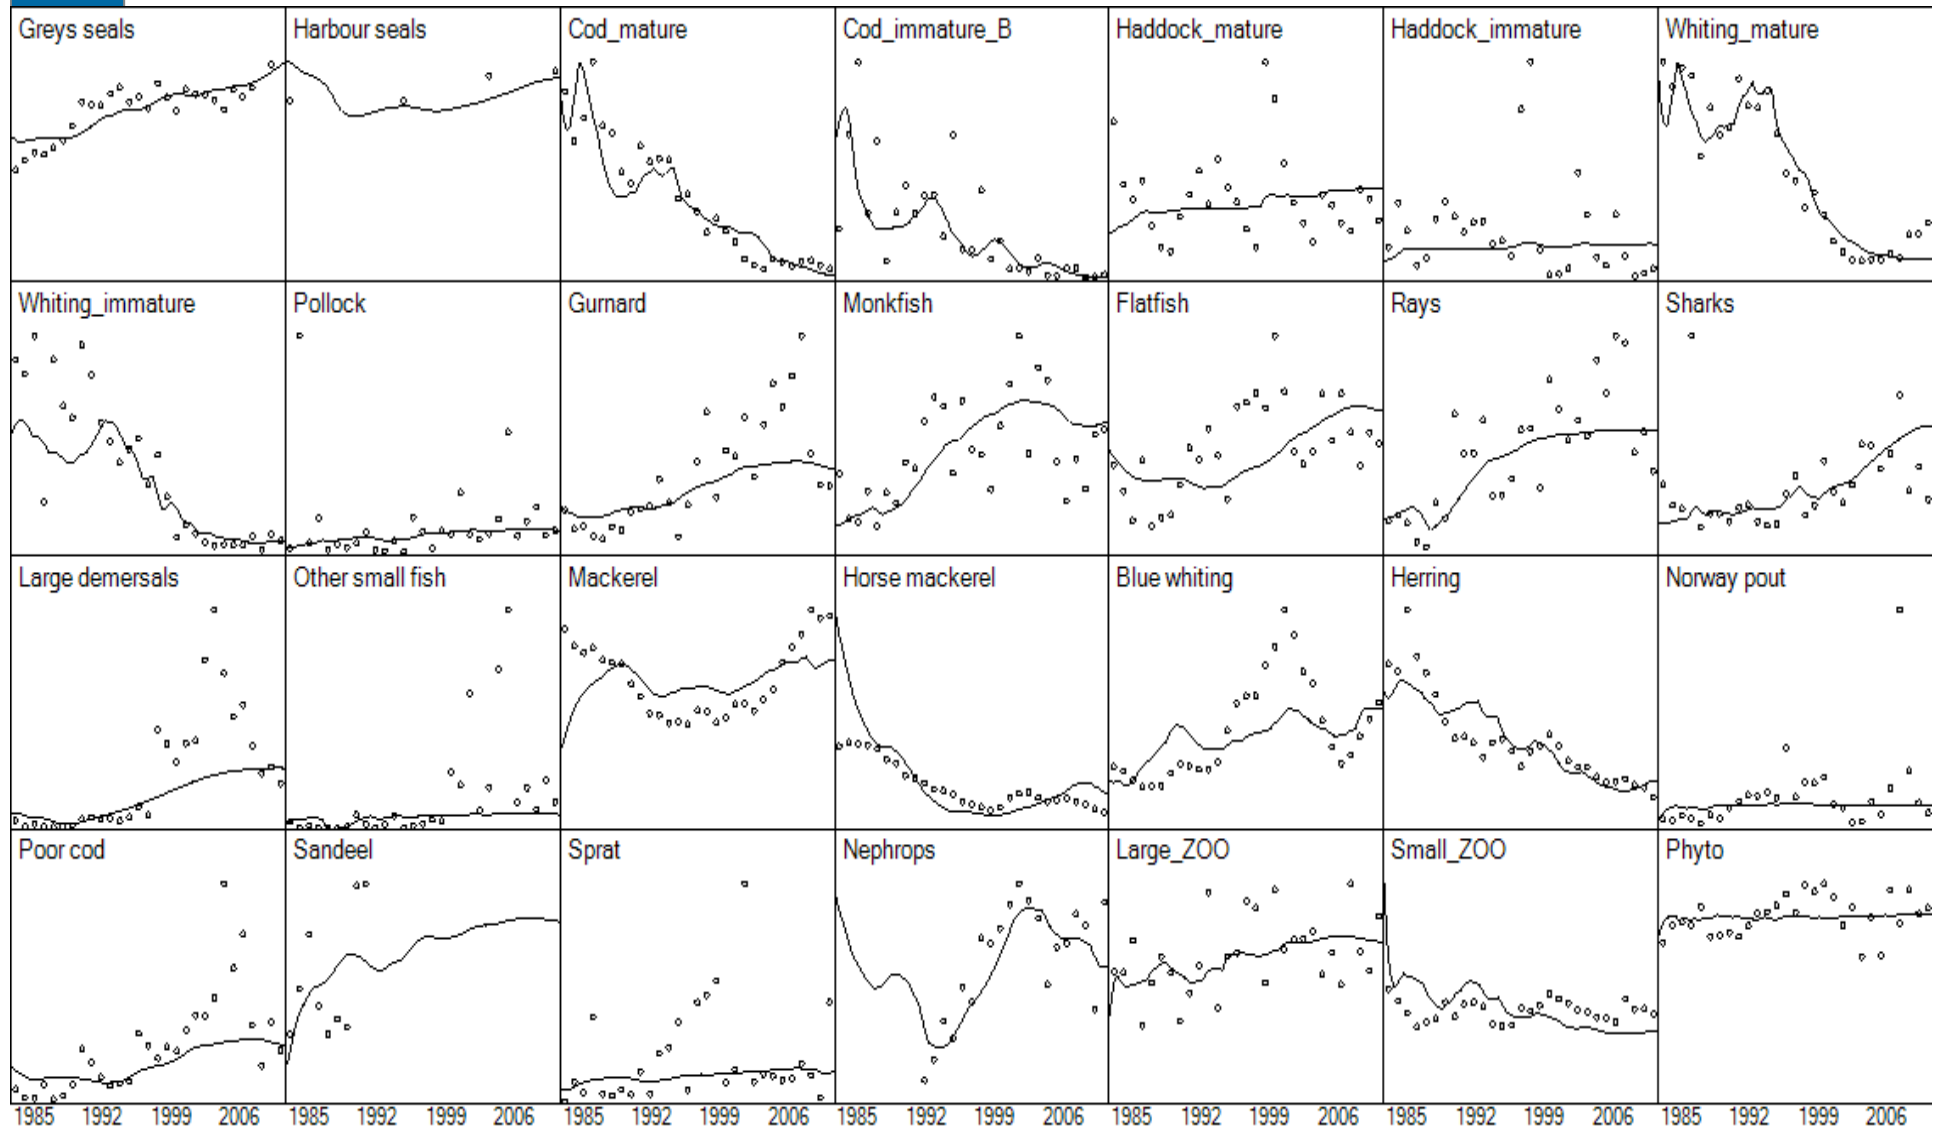 Greys seals Harbour seals Cod_mature Cod_immature_B Haddock_mature Haddock_immature Whiting_mature
Whiting_immature Pollock Gurnard Monkfish Flatfish Rays Sharks
Large demersals Other small fish Mackerel Horse mackerel Blue whiting Herring Norway pout
Poor cod Sandeel Sprat Nephrops Large_ZOO Small_ZOO Phyto
1985 1992 1999 2006 1985 1992 1999 2006 1985 1992 1999 2006 1985 1992 1999 2006 1985 1992 1999 2006 1985 1992 1999 2006 1985 1992 1999 2006